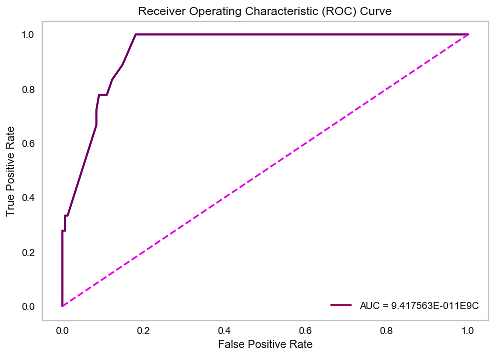 Receiver Operating Characteristic (ROC) Curve
1.0
0.8
0.6
0.4
0.2
0.0
True Positive Rate
AUC = 9.417563E-011E9C
0.0 0.2 0.4 0.6 0.8 1.0
False Positive Rate